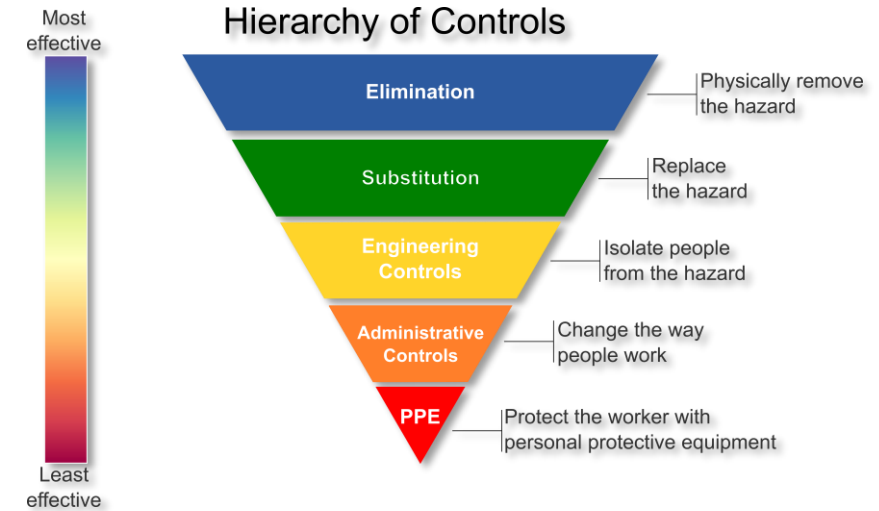 Most
effective
Hierarchy of Controls
Elimination
Physically remove
the hazard
Substitution
Replace
the hazard
Engineering
Controls
Isolate people
from the hazard
Administrative
Controls
Change the way
people work
PPE
Protect the worker with
personal protective equipment
Least
effective